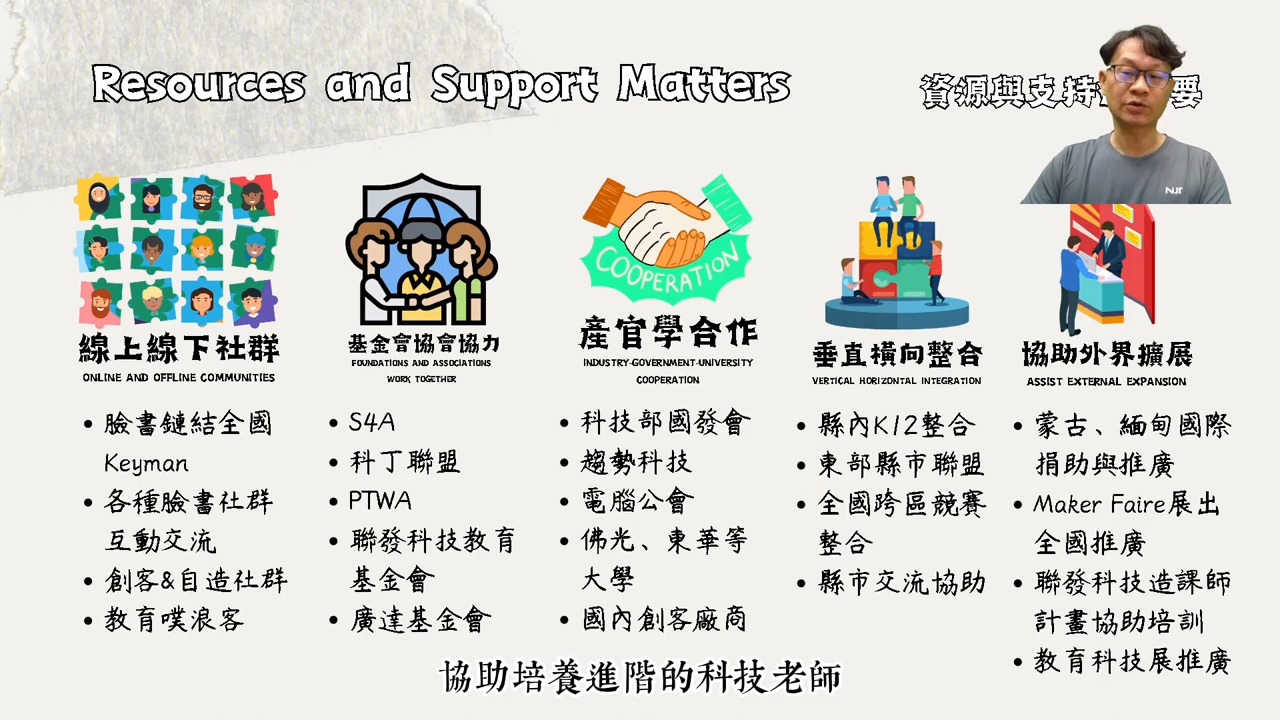 Resources and Support Matters
資源與支持 要
COOPERATION
線上線下社群
ONLINE AND OFFLINE COMMUNITIES
• 臉書鏈結全國
Keyman
• 各種臉書社群
互動交流
• 創客&自造社群
• 教育噗浪客
基金會協會協力
FOUNDATIONS AND ASSOCIATIONS
WORK TOGETHER
• S4A
• 科丁聯盟
• PTWA
• 聯發科技教育
基金會
• 廣達基金會
產官學合作
INDUSTRY-GOVERNMENT-UNIVERSITY
COOPERATION
• 科技部國發會
• 趨勢科技
• 電腦公會
• 佛光、東華等
大學
• 國內創客廠商
垂直橫向整合
VERTICAL HORIZONTAL INTEGRATION
• 縣內K12整合
• 東部縣市聯盟
• 全國跨區競賽
整合
• 縣市交流協助
協助外界擴展
ASSIST EXTERNAL EXPANSION
• 蒙古、緬甸國際
捐助與推廣
• Maker Faire展出
全國推廣
• 聯發科技造課師
計畫協助培訓
• 教育科技展推廣
協助培養進階的科技老師